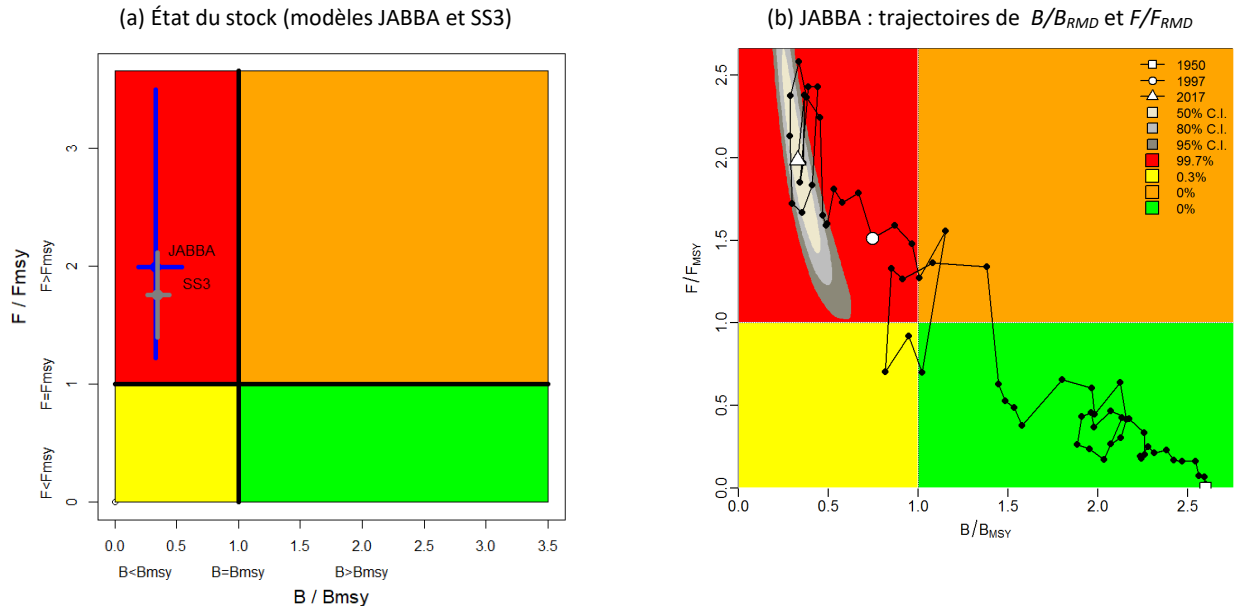 (a) État du stock (modèles JABBA et SS3)
F / Fmsy
F<Fmsy
F=Fmsy
F>Fmsy
0
1
2
3
JABBA
SS3
0.0 0.5 1.0 1.5 2.0 2.5 3.0 3.5
B<Bmsy B=Bmsy B>Bmsy
B / Bmsy
(b) JABBA : trajectoires de B/BRMD et F/FRMD
F/FMSY
0.0
0.5
1.0
1.5
2.0
2.5
1950
1997
2017
50% C.I.
80% C.I.
95% C.I.
99.7%
0.3%
0%
0%
0.0 0.5 1.0 1.5 2.0 2.5
B/BMSY